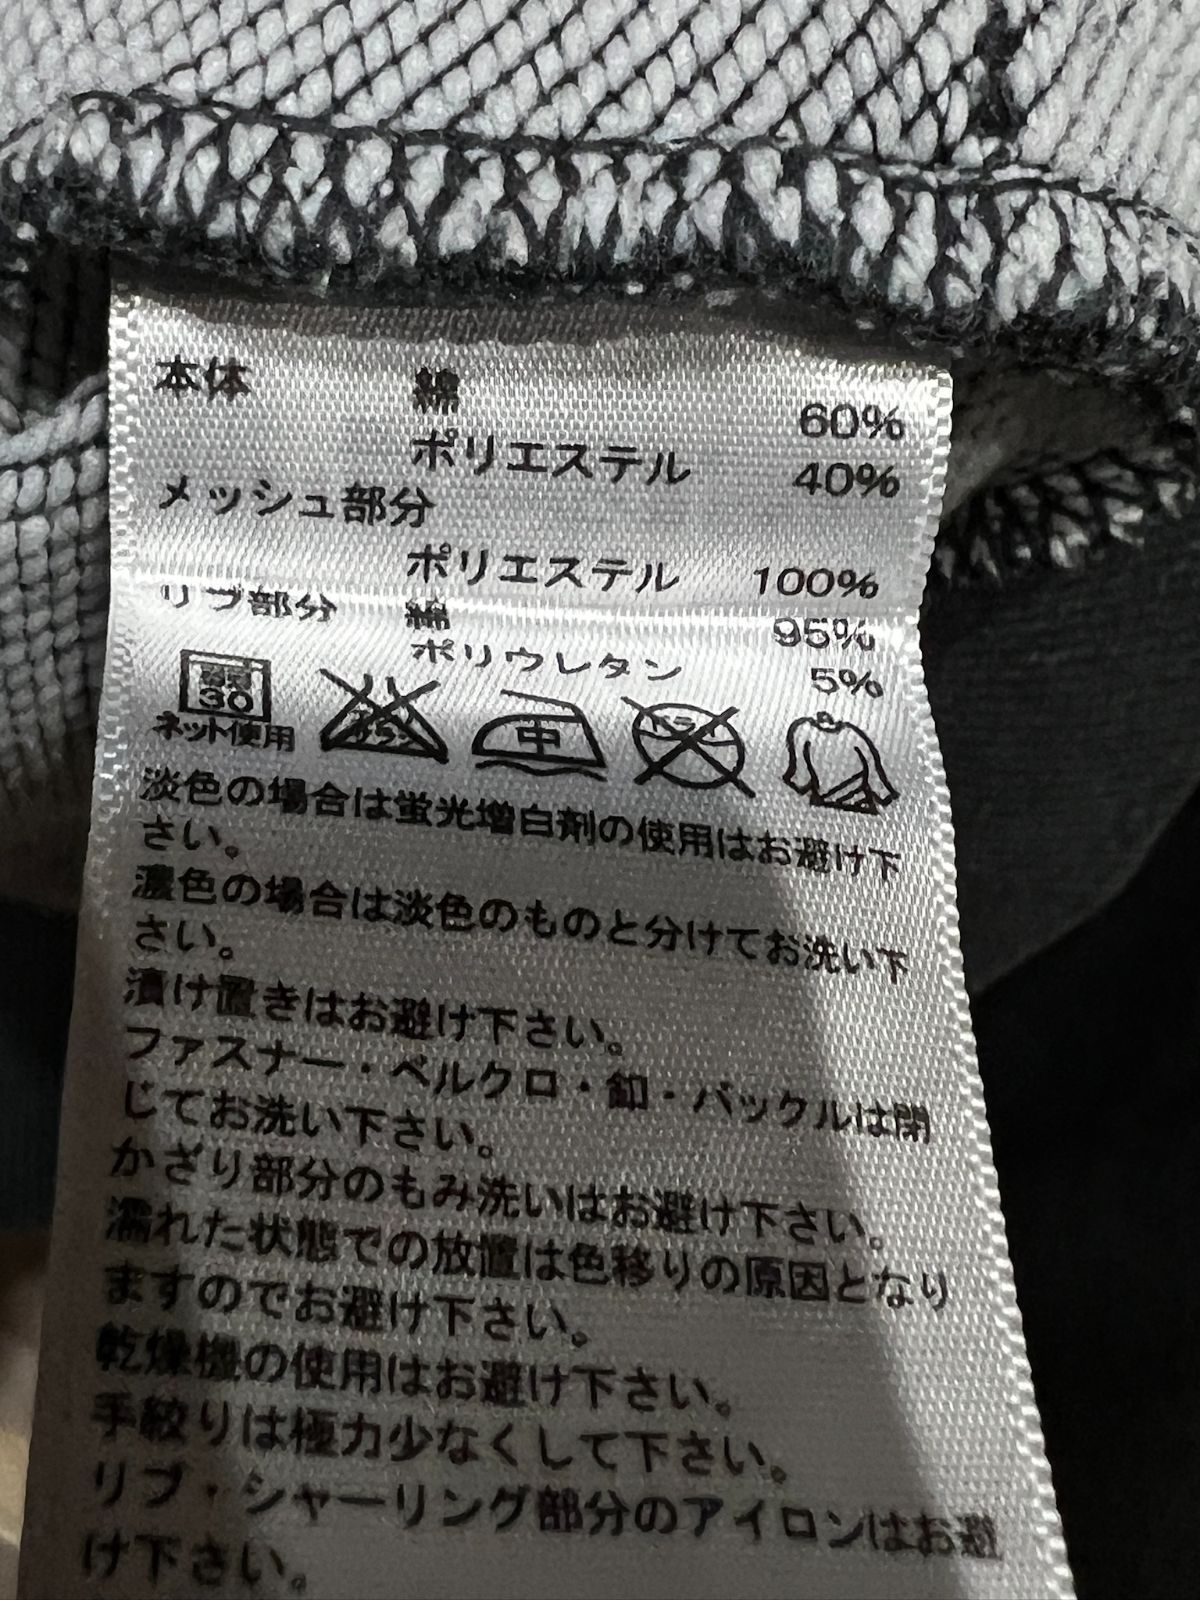 本体 綿 60%
ポリエステル 40%
メッシュ部分
ポリエステル 100%
リブ部分 綿 95%
ポリウレタン 5%
30
ネット使用
中
淡色の場合は蛍光増白剤の使用はお避け下
さい。
濃色の場合は淡色のものと分けてお洗い下
さい。
漬け置きはお避け下さい。
ファスナー・ベルクロ・釦・バックルは閉
じてお洗い下さい。
かざり部分のもみ洗いはお避け下さい。
濡れた状態での放置は色移りの原因となり
ますのでお避け下さい。
乾燥機の使用はお避け下さい。
手絞りは極力少なくして下さい。
リブ・シャーリング部分のアイロンはお避
け下さい。